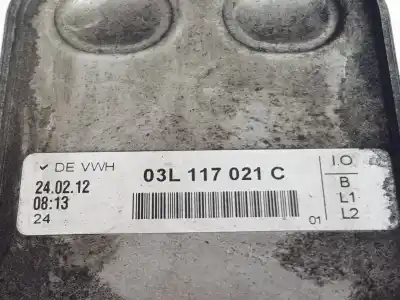 ✓ DE VWH
24.02.12
08:13
24
03L 117 021 C
01
I.O
B
L1
L2